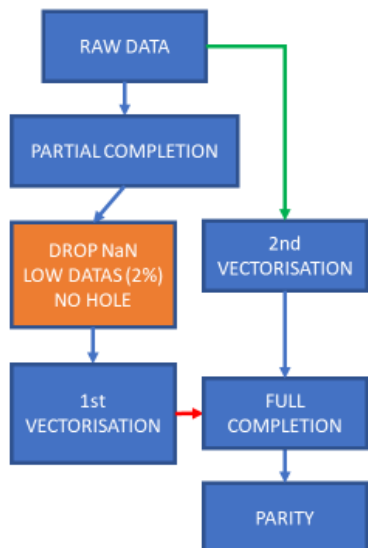 RAW DATA
PARTIAL COMPLETION
DROP NaN
LOW DATAS (2%)
NO HOLE
2nd
VECTORISATION
1st
VECTORISATION
FULL
COMPLETION
PARITY